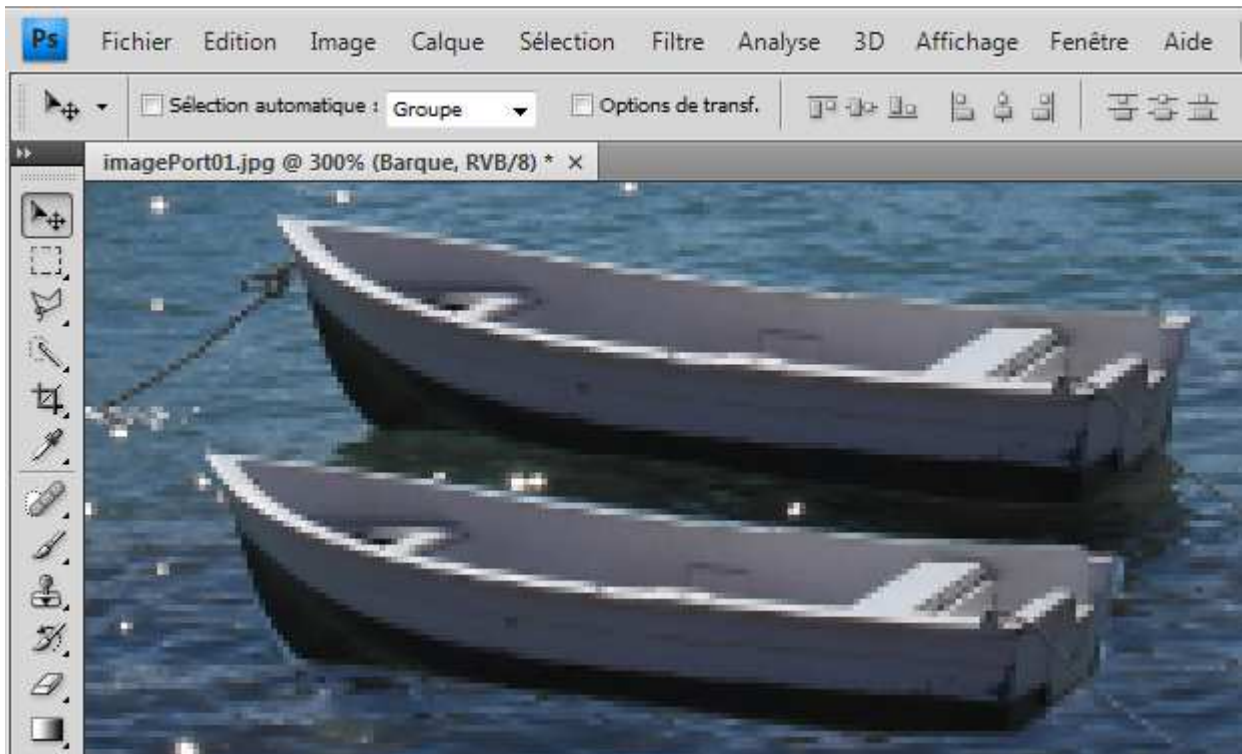 Ps Fichier Edition Image Calque Sélection Filtre Analyse 3D Affichage Fenêtre Aide
Sélection automatique : Groupe Options de transf.
imagePort01.jpg @ 300% (Barque, RVB/8) * ×